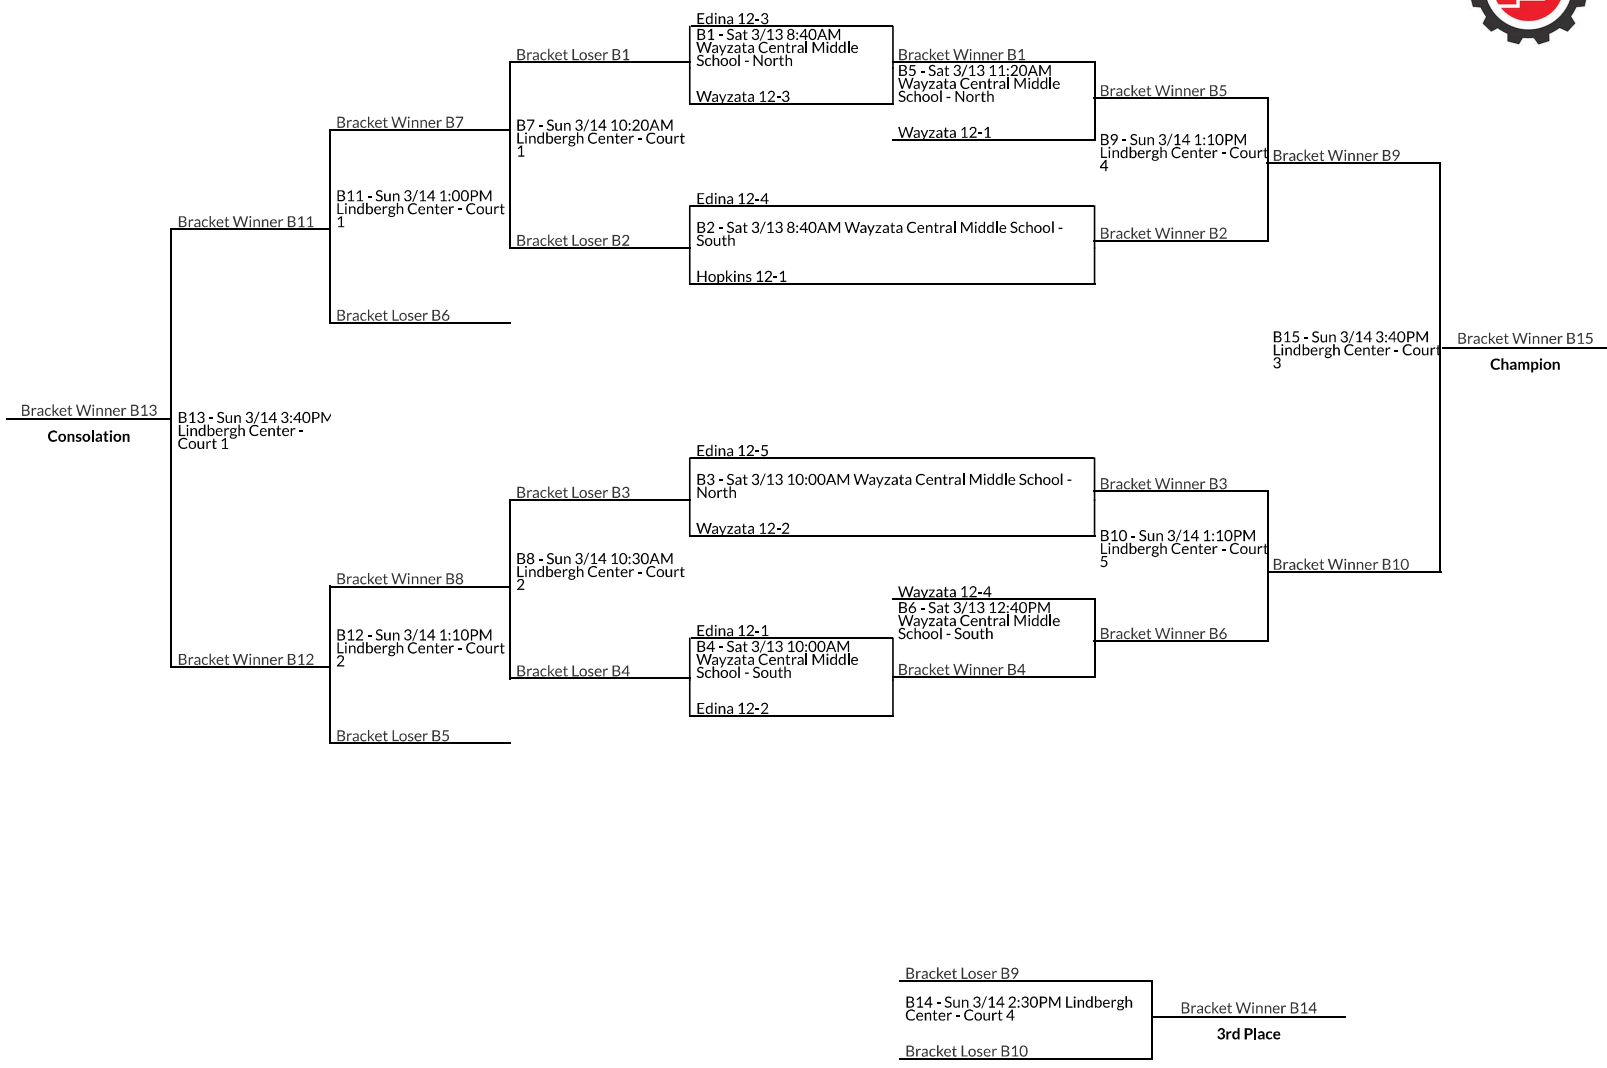 Edina 12-3
B1 - Sat 3/13 8:40AM
Wayzata Central Middle
School - North
Wayzata 12-3
Bracket Loser B1
Bracket Winner B1
B5 - Sat 3/13 11:20AM
Wayzata Central Middle
School - North
Wayzata 12-1
Bracket Winner B5
Bracket Winner B7
B7 - Sun 3/14 10:20AM
Lindbergh Center - Court
1
B9 - Sun 3/14 1:10PM
Lindbergh Center - Court
4
Bracket Winner B9
B11 - Sun 3/14 1:00PM
Lindbergh Center - Court
1
Edina 12-4
B2 - Sat 3/13 8:40AM Wayzata Central Middle School -
South
Hopkins 12-1
Bracket Winner B11
Bracket Loser B2
Bracket Winner B2
Bracket Loser B6
B15 - Sun 3/14 3:40PM
Lindbergh Center - Court
3
Bracket Winner B15
Champion
Bracket Winner B13
Consolation
B13 - Sun 3/14 3:40PM
Lindbergh Center -
Court 1
Edina 12-5
B3 - Sat 3/13 10:00AM Wayzata Central Middle School -
North
Wayzata 12-2
Bracket Loser B3
Bracket Winner B3
B8 - Sun 3/14 10:30AM
Lindbergh Center - Court
2
B10 - Sun 3/14 1:10PM
Lindbergh Center - Court
5
Bracket Winner B10
Bracket Winner B8
Wayzata 12-4
B6 - Sat 3/13 12:40PM
Wayzata Central Middle
School - South
Bracket Winner B4
B12 - Sun 3/14 1:10PM
Lindbergh Center - Court
2
Edina 12-1
B4 - Sat 3/13 10:00AM
Wayzata Central Middle
School - South
Edina 12-2
Bracket Winner B6
Bracket Winner B12
Bracket Loser B4
Bracket Loser B5
Bracket Loser B9
B14 - Sun 3/14 2:30PM Lindbergh
Center - Court 4
Bracket Loser B10
Bracket Winner B14
3rd Place